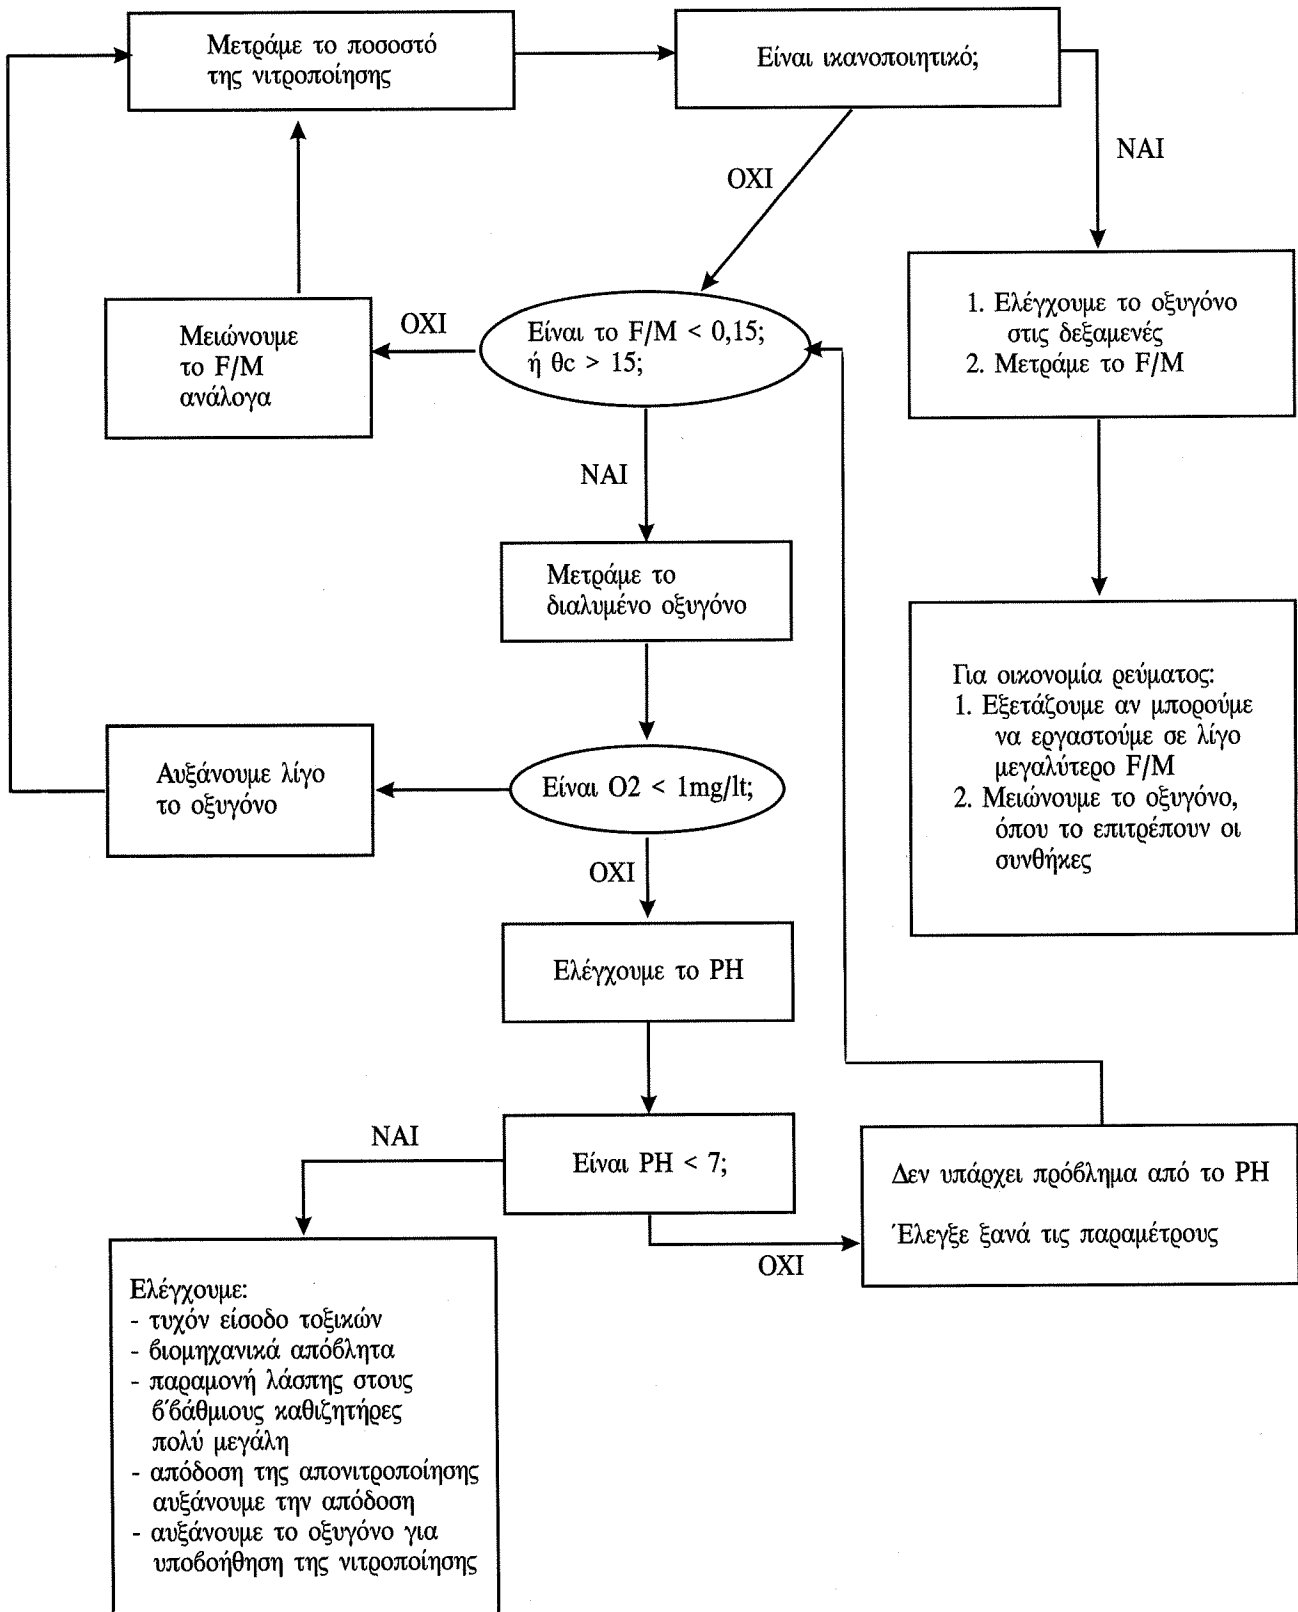 Μετράμε το ποσοστό
της νιτροποίησης
Είναι ικανοποιητικό;
ΝΑΙ
ΟΧΙ
1. Ελέγχουμε το οξυγόνο
στις δεξαμενές
2. Μετράμε το F/M
Είναι το F/M < 0,15;
ή θc > 15;
ΟΧΙ
Μειώνουμε
το F/M
ανάλογα
ΝΑΙ
Μετράμε το
διαλυμένο οξυγόνο
Για οικονομία ρεύματος:
1. Εξετάζουμε αν μπορούμε
να εργαστούμε σε λίγο
μεγαλύτερο F/M
2. Μειώνουμε το οξυγόνο,
όπου το επιτρέπουν οι
συνθήκες
Είναι O2 < 1mg/lt;
Αυξάνουμε λίγο
το οξυγόνο
ΟΧΙ
Ελέγχουμε το PH
Είναι PH < 7;
ΝΑΙ
ΟΧΙ
Δεν υπάρχει πρόβλημα από το PH
Έλεγξε ξανά τις παραμέτρους
Ελέγχουμε:
- τυχόν είσοδο τοξικών
- βιομηχανικά απόβλητα
- παραμονή λάσπης στους
β΄βάθμιους καθιζητήρες
πολύ μεγάλη
- απόδοση της απονιτροποίησης
αυξάνουμε την απόδοση
- αυξάνουμε το οξυγόνο για
υποβοήθηση της νιτροποίησης